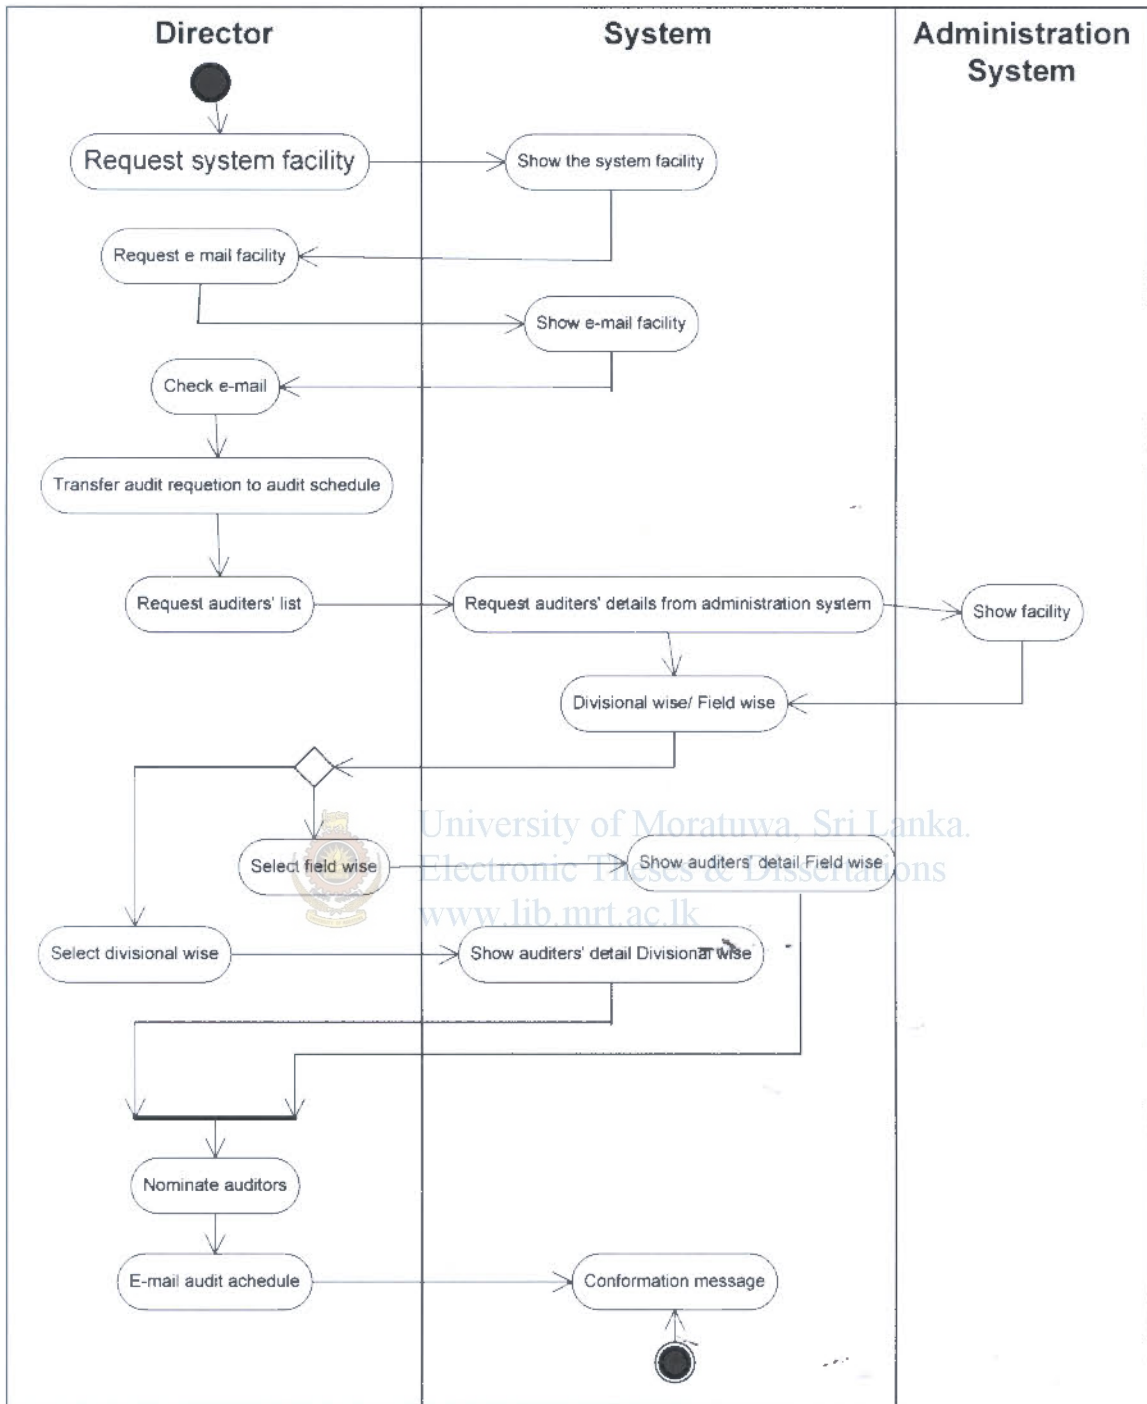 Director
System
Administration
System
Request system facility
Show the system facility
Request e mail facility
Show e-mail facility
Check e-mail
Transfer audit requetion to audit schedule
Request auditers' list
Request auditers' details from administration system
Show facility
Divisional wise/ Field wise
University of Moratuwa, Sri Lanka.
Select field wise
Show auditers' detail Field wise
Electronic Theses & Dissertations
www.lib.mrt.ac.lk
Select divisional wise
Show auditers' detail Divisional wise
Nominate auditors
E-mail audit achedule
Conformation message